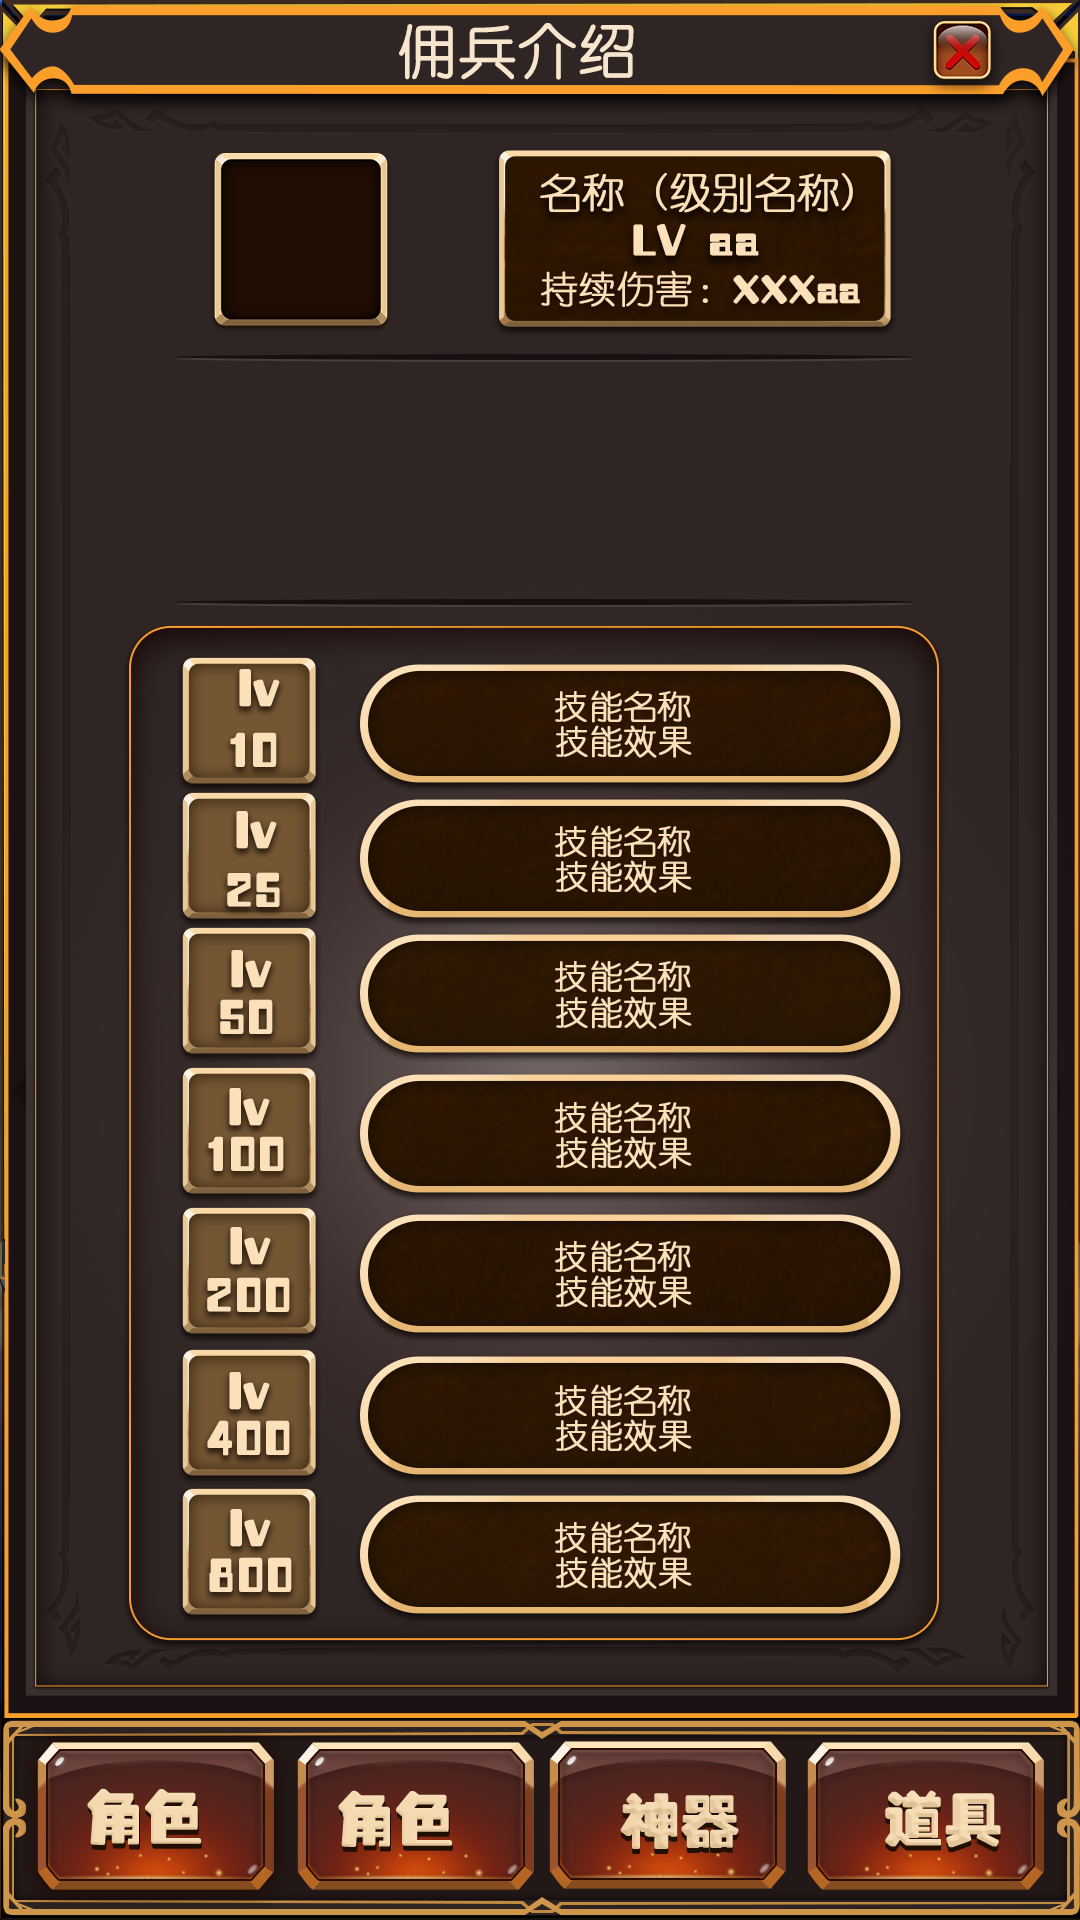 佣兵介绍
名称（级别名称）
LV aa
持续伤害：XXXaa
lv
10
技能名称
技能效果
lv
25
技能名称
技能效果
lv
50
技能名称
技能效果
lv
100
技能名称
技能效果
lv
200
技能名称
技能效果
lv
400
技能名称
技能效果
lv
800
技能名称
技能效果
角色
角色
神器
道具